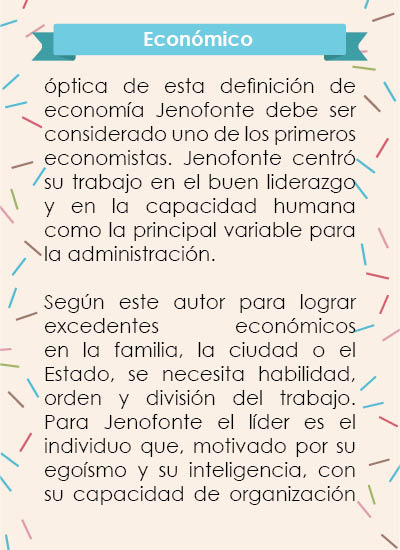 Económico
óptica de esta definición de
economía Jenofonte debe ser
considerado uno de los primeros
economistas. Jenofonte centró
su trabajo en el buen liderazgo
y en la capacidad humana
como la principal variable para
la administración.
Según este autor para lograr
excedentes económicos
en la familia, la ciudad o el
Estado, se necesita habilidad,
orden y división del trabajo.
Para Jenofonte el líder es el
individuo que, motivado por su
egoísmo y su inteligencia, con
su capacidad de organización